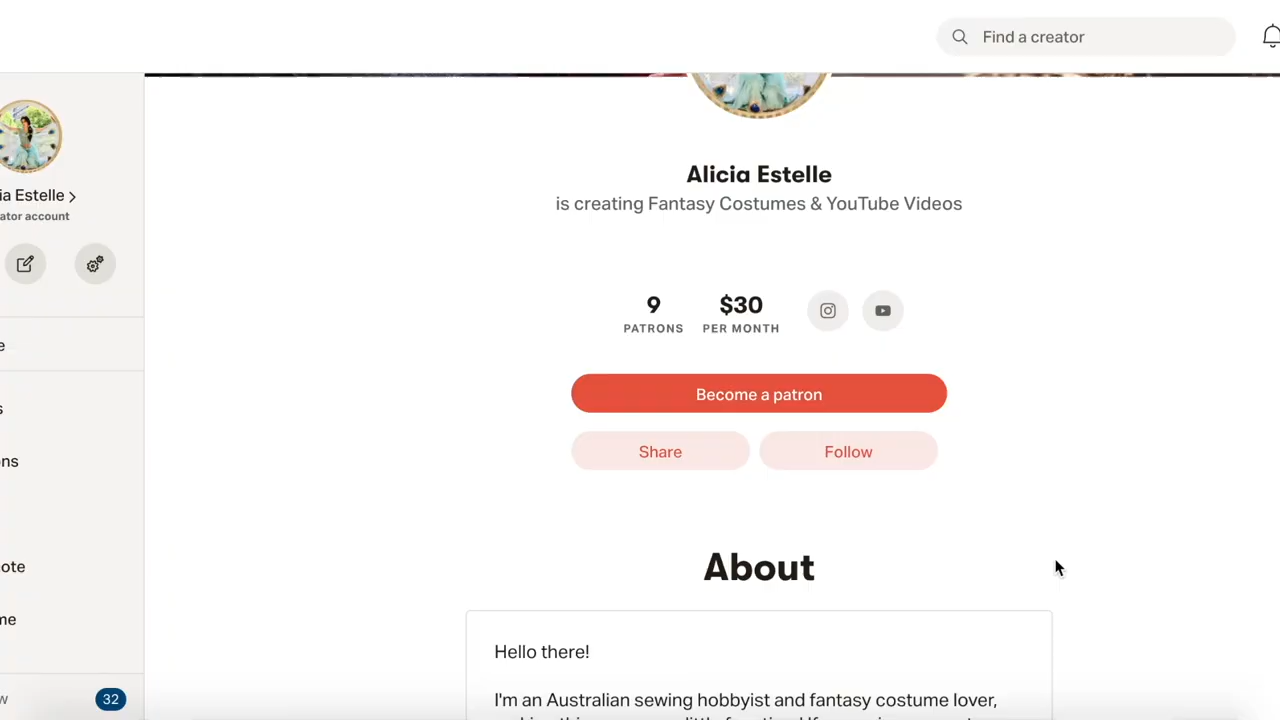 Find a creator
ia Estelle
ator account
Alicia Estelle
is creating Fantasy Costumes & YouTube Videos
9
PATRONS
$30
PER MONTH
e
Become a patron
s
Share
Follow
ns
ote
About
me
Hello there!
w
32
I'm an Australian sewing hobbyist and fantasy costume lover,